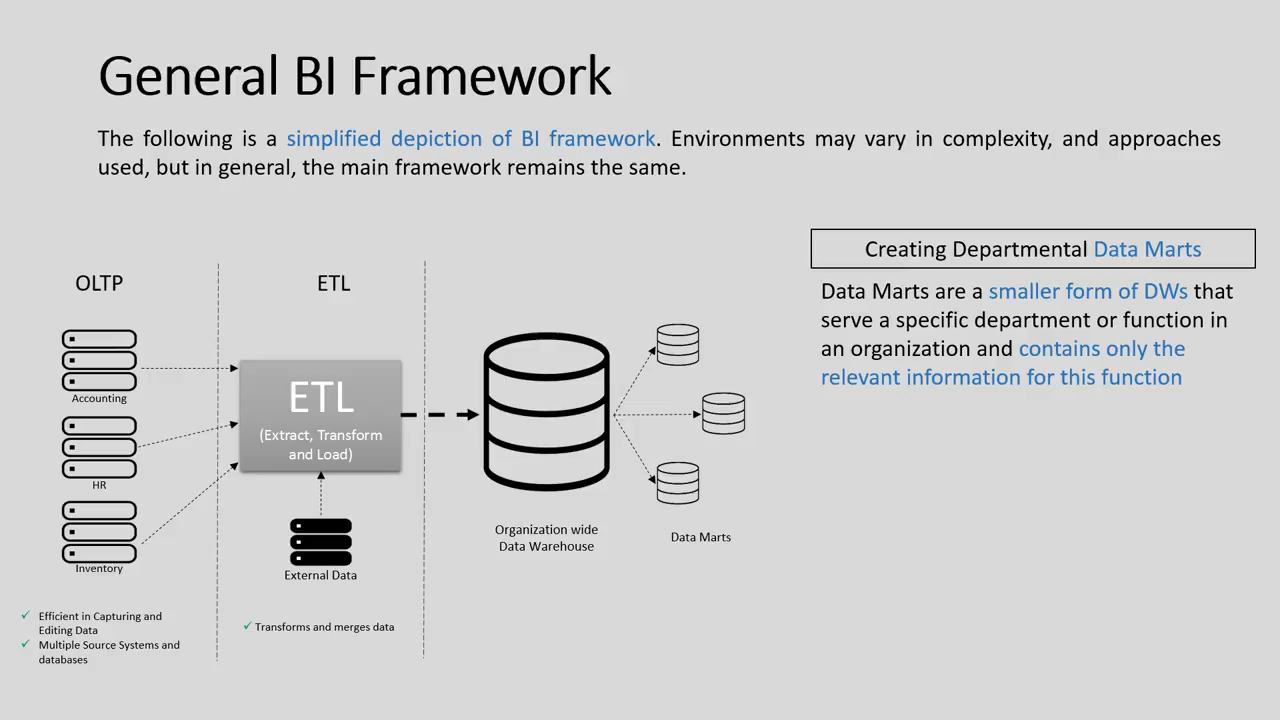 General BI Framework
The following is a simplified depiction of BI framework. Environments may vary in complexity, and approaches
used, but in general, the main framework remains the same.
Creating Departmental Data Marts
Data Marts are a smaller form of DWs that
serve a specific department or function in
an organization and contains only the
relevant information for this function
OLTP
ETL
Accounting
HR
Inventory
ETL
(Extract, Transform
and Load)
External Data
Organization wide
Data Warehouse
Data Marts
✓ Efficient in Capturing and
Editing Data
✓ Multiple Source Systems and
databases
✓ Transforms and merges data